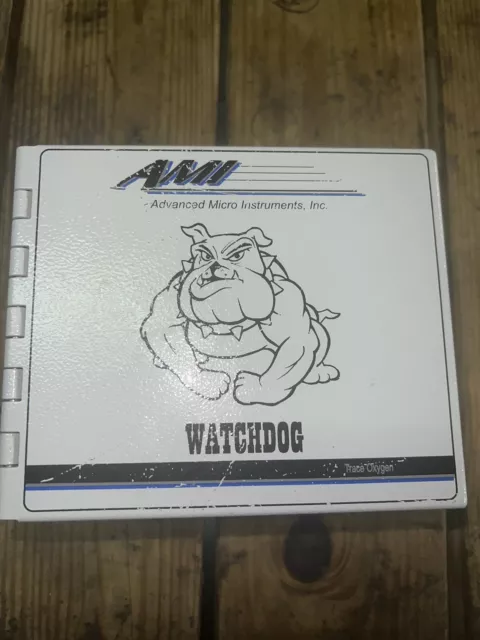 AMI
Advanced Micro Instruments, Inc.
WATCHDOG
Trace Oxygen